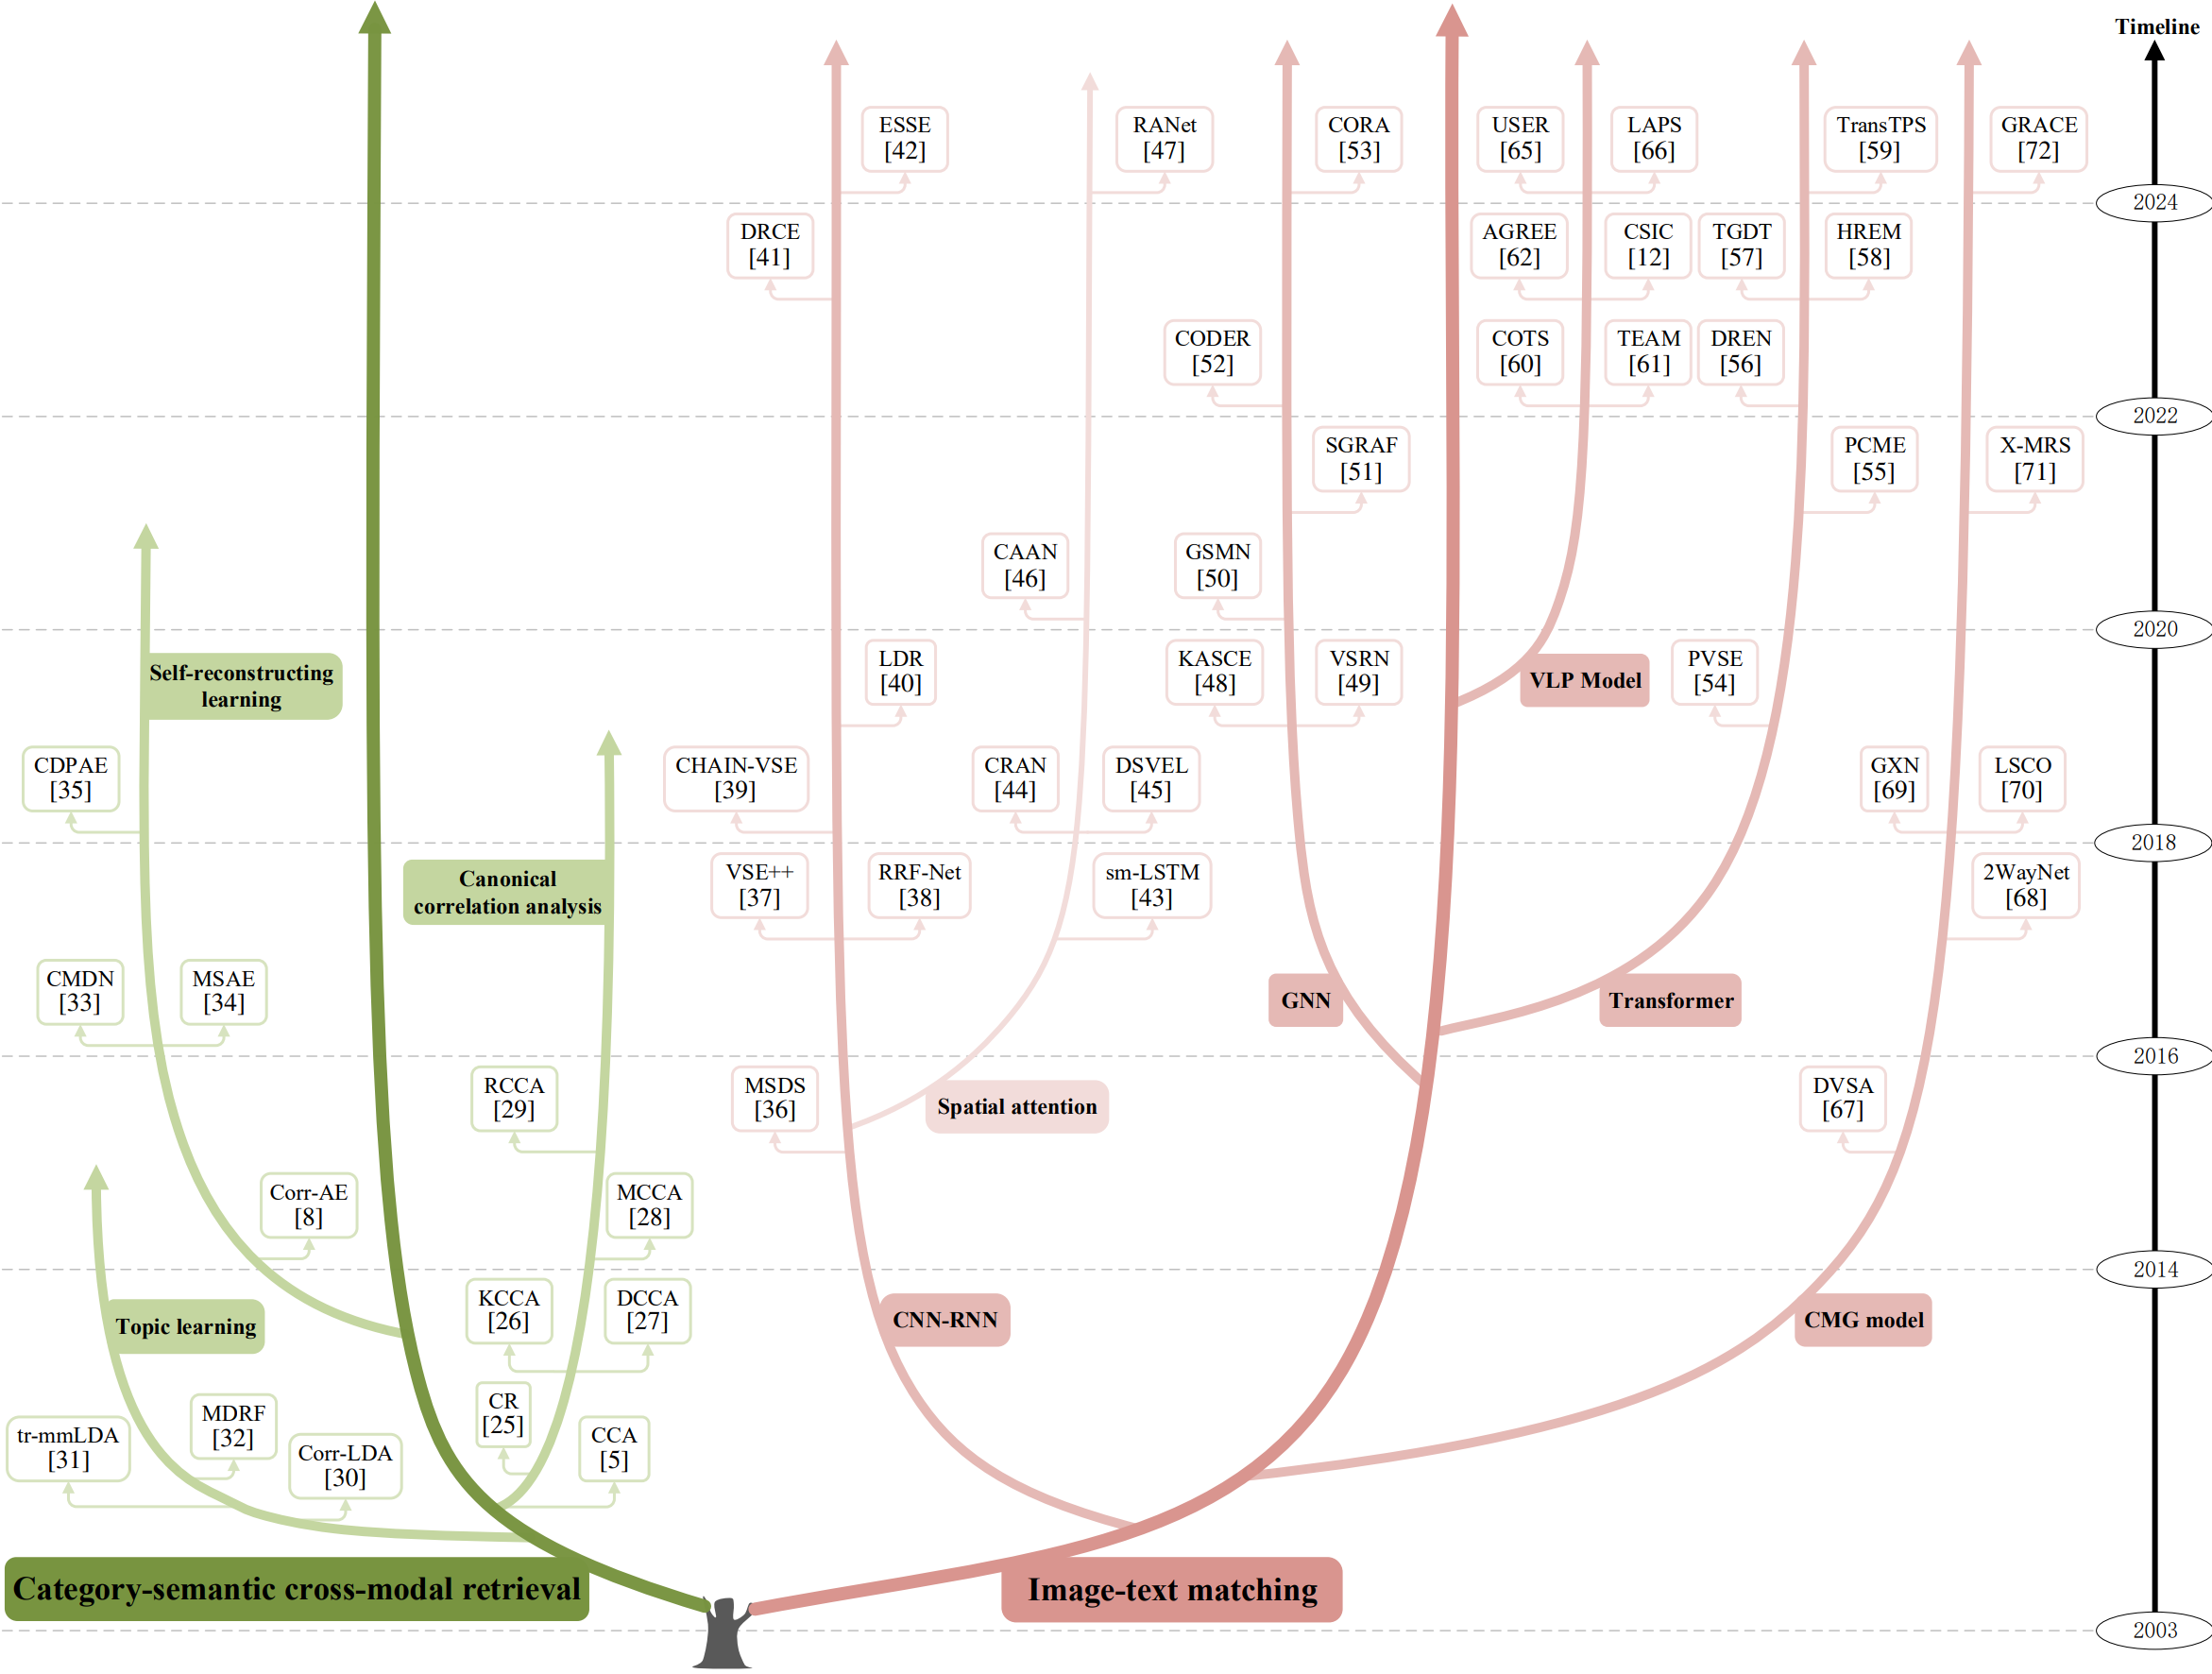 Timeline
ESSE
[42]
RANet
[47]
CORA
[53]
USER
[65]
LAPS
[66]
TransTPS
[59]
GRACE
[72]
2024
DRCE
[41]
AGREE
[62]
CSIC
[12]
TGDT
[57]
HREM
[58]
CODER
[52]
COTS
[60]
TEAM
[61]
DREN
[56]
2022
SGRAF
[51]
PCME
[55]
X-MRS
[71]
CAAN
[46]
GSMN
[50]
2020
Self-reconstructing
learning
LDR
[40]
KASCE
[48]
VSRN
[49]
VLP Model
PVSE
[54]
CDPAE
[35]
CHAIN-VSE
[39]
CRAN
[44]
DSVEL
[45]
GXN
[69]
LSCO
[70]
2018
Canonical
correlation analysis
VSE++
[37]
RRF-Net
[38]
sm-LSTM
[43]
2WayNet
[68]
CMDN
[33]
MSAE
[34]
GNN
Transformer
2016
RCCA
[29]
MSDS
[36]
Spatial attention
DVSA
[67]
Corr-AE
[8]
MCCA
[28]
2014
Topic learning
KCCA
[26]
DCCA
[27]
CNN-RNN
CMG model
CR
[25]
MDRF
[32]
tr-mmLDA
[31]
Corr-LDA
[30]
CCA
[5]
Category-semantic cross-modal retrieval
Image-text matching
2003